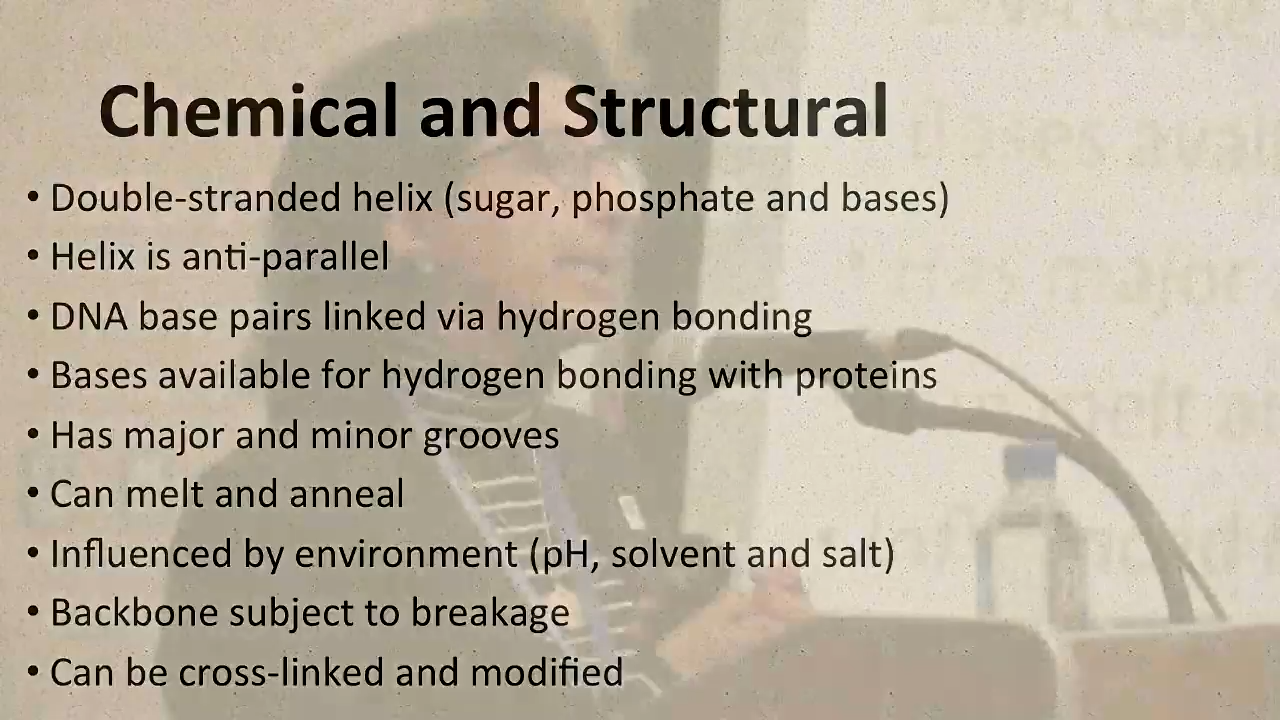 Chemical and Structural
• Double-stranded helix (sugar, phosphate and bases)
• Helix is anti-parallel
• DNA base pairs linked via hydrogen bonding
• Bases available for hydrogen bonding with proteins
• Has major and minor grooves
• Can melt and anneal
• Influenced by environment (pH, solvent and salt)
• Backbone subject to breakage
• Can be cross-linked and modified